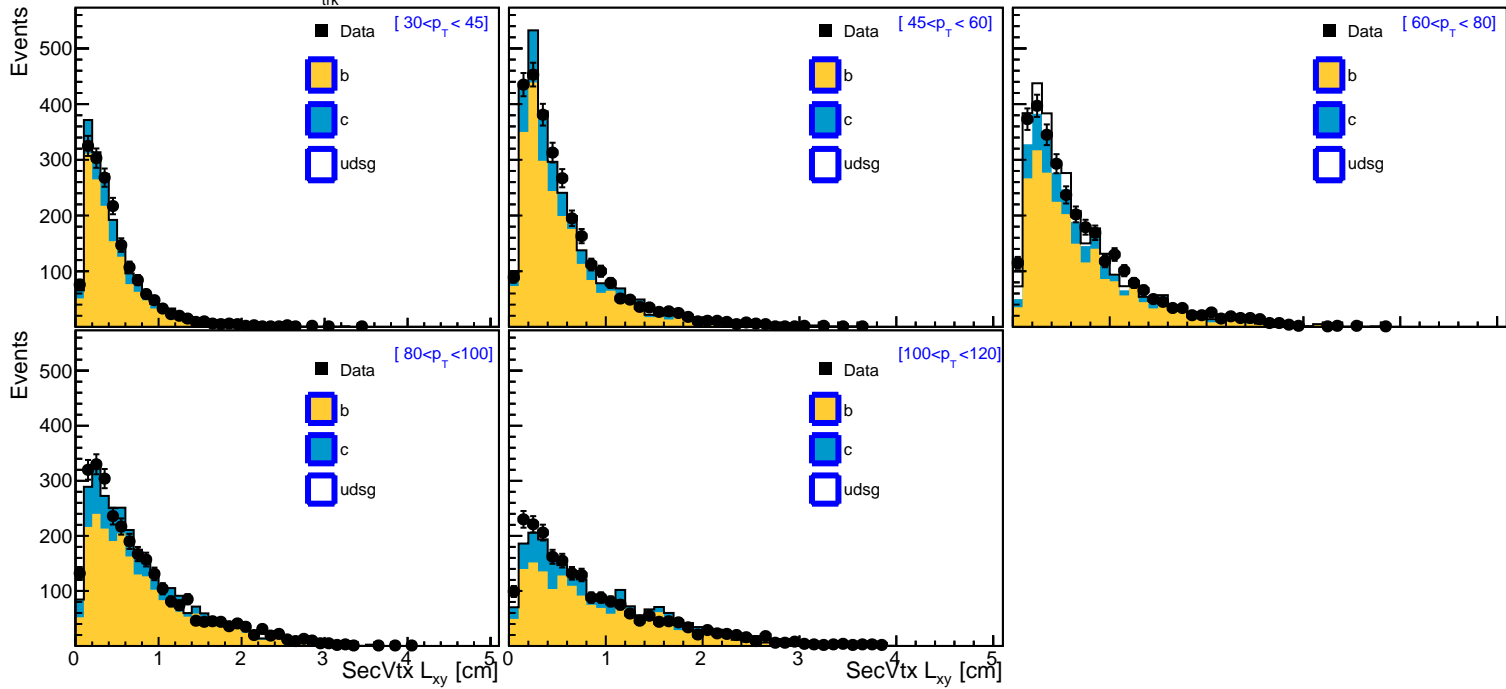 trk
Events
500
400
300
200
100
[ 30<p_T < 45]
Data
b
c
udsg
[ 45<p_T < 60]
Data
b
c
udsg
[ 60<p_T < 80]
Data
b
c
udsg
Events
500
400
300
200
100
0
[ 80<p_T <100]
Data
b
c
udsg
[100<p_T <120]
Data
b
c
udsg
0 1 2 3 4 5
0 1 2 3 4 5
SecVtx L_xy [cm]
SecVtx L_xy [cm]